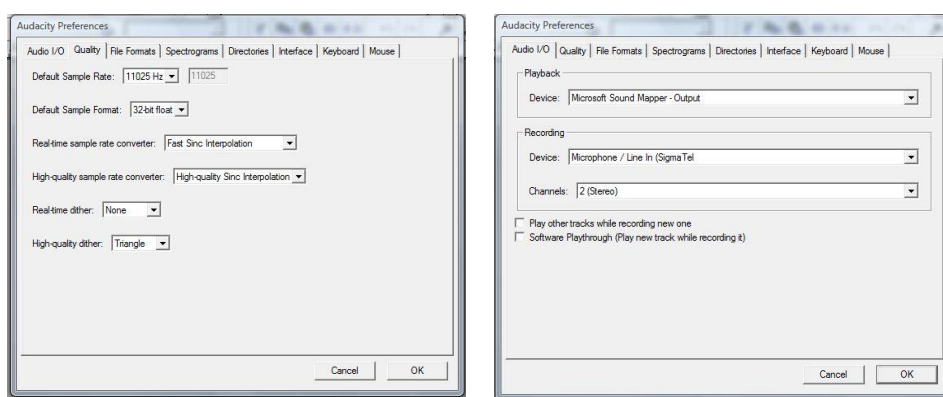 Audacity Preferences
Audio I/O Quality File Formats Spectrograms Directories Interface Keyboard Mouse
Default Sample Rate: 11025 Hz 11025
Default Sample Format: 32-bit float
Real-time sample rate converter: Fast Sinc Interpolation
High-quality sample rate converter: High-quality Sinc Interpolation
Real-time dither: None
High-quality dither: Triangle
Cancel OK
Audacity Preferences
Audio I/O Quality File Formats Spectrograms Directories Interface Keyboard Mouse
Playback
Device: Microsoft Sound Mapper - Output
Recording
Device: Microphone / Line In (SigmaTel
Channels: 2 (Stereo)
Play other tracks while recording new one
Software Playthrough (Play new track while recording it)
Cancel OK